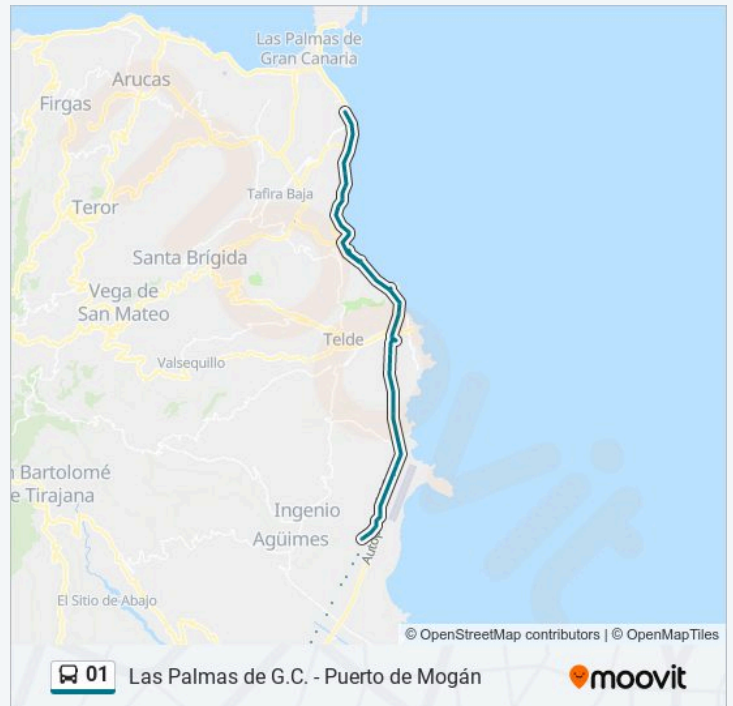 Las Palmas de
Gran Canaria
Arucas
Firgas
Tafira Baja
Teror
Santa Brígida
Vega de
San Mateo
Telde
Valsequillo
n Bartolomé
e Tirajana
Ingenio
Agüimes
Autop
El Sitio de Abajo
© OpenStreetMap contributors | © OpenMapTiles
01 Las Palmas de G.C. - Puerto de Mogán
moovit